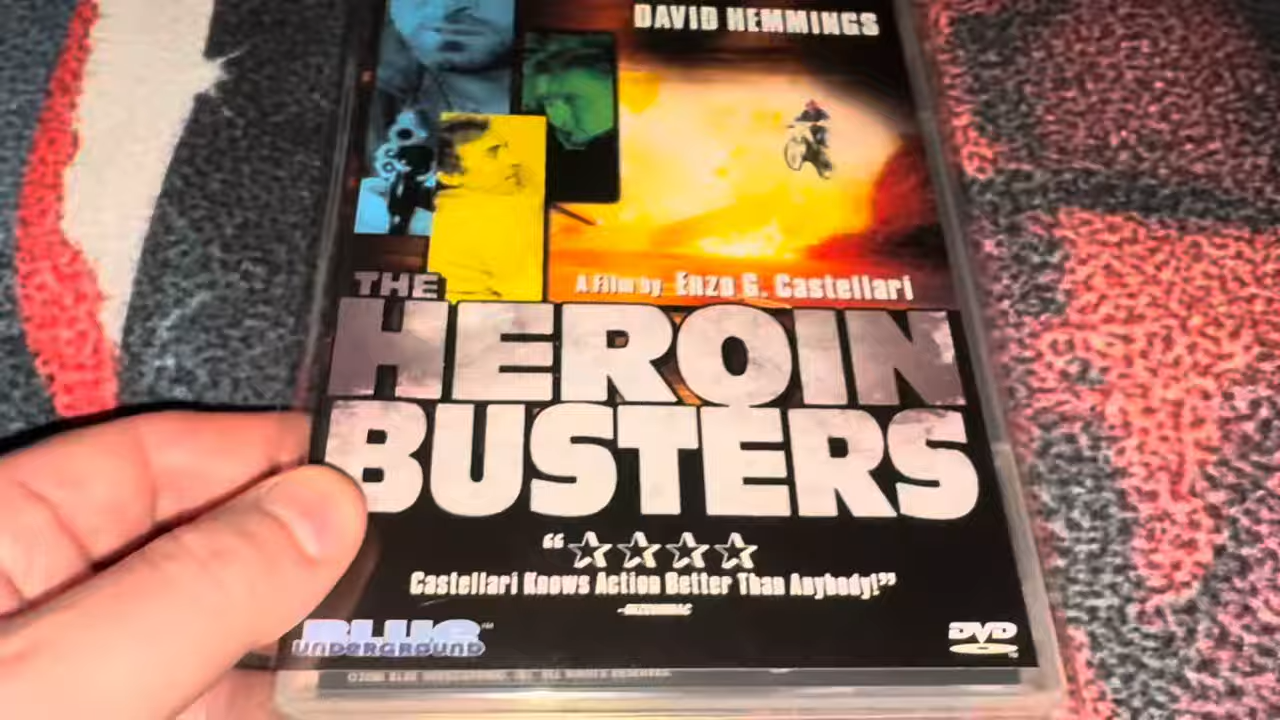 DAVID HEMMINGS
A Film by Enzo G. Castellari
THE
HEROIN
BUSTERS
“☆☆☆☆
Castellari Knows Action Better Than Anybody!”
BLUE
UNDERGROUND
DVD